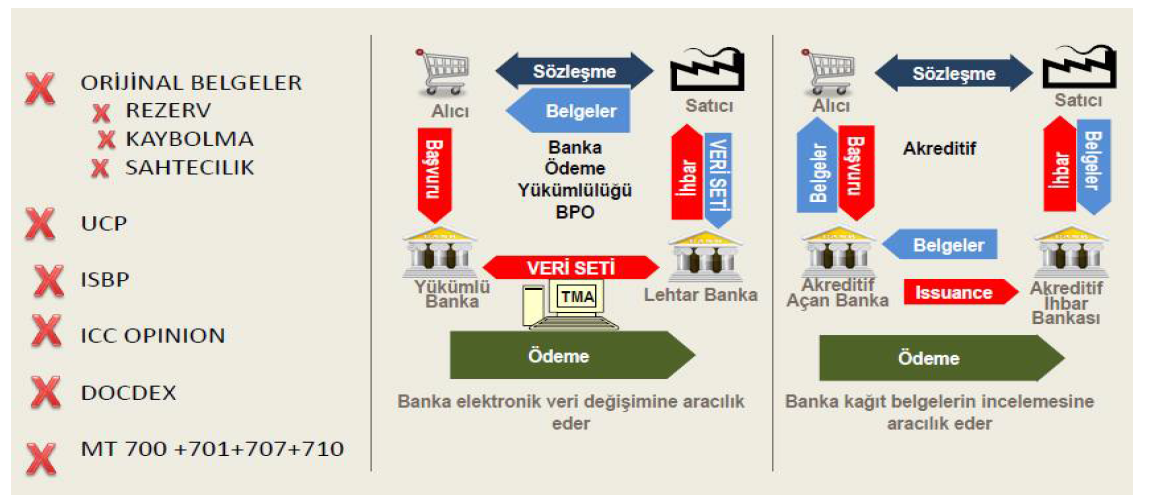 ORİJİNAL BELGELER
REZERV
KAYBOLMA
SAHTECILIK
UCP
ISBP
ICC OPINION
DOCDEX
MT 700 +701+707+710
Sözleşme
Alıcı
Satıcı
Belgeler
Banka
Ödeme
Yükümlülüğü
BPO
Başvuru
İhbar
VERİ SETİ
VERİ SETİ
Yükümlü
Banka
TMA
Lehtar Banka
Ödeme
Banka elektronik veri değişimine aracılık
eder
Sözleşme
Alıcı
Satıcı
Akreditif
Belgeler
Başvuru
İhbar
Belgeler
Belgeler
Akreditif
Açan Banka
Issuance
Akreditif
İhbar
Bankası
Ödeme
Banka kağıt belgelerin incelemesine
aracılık eder